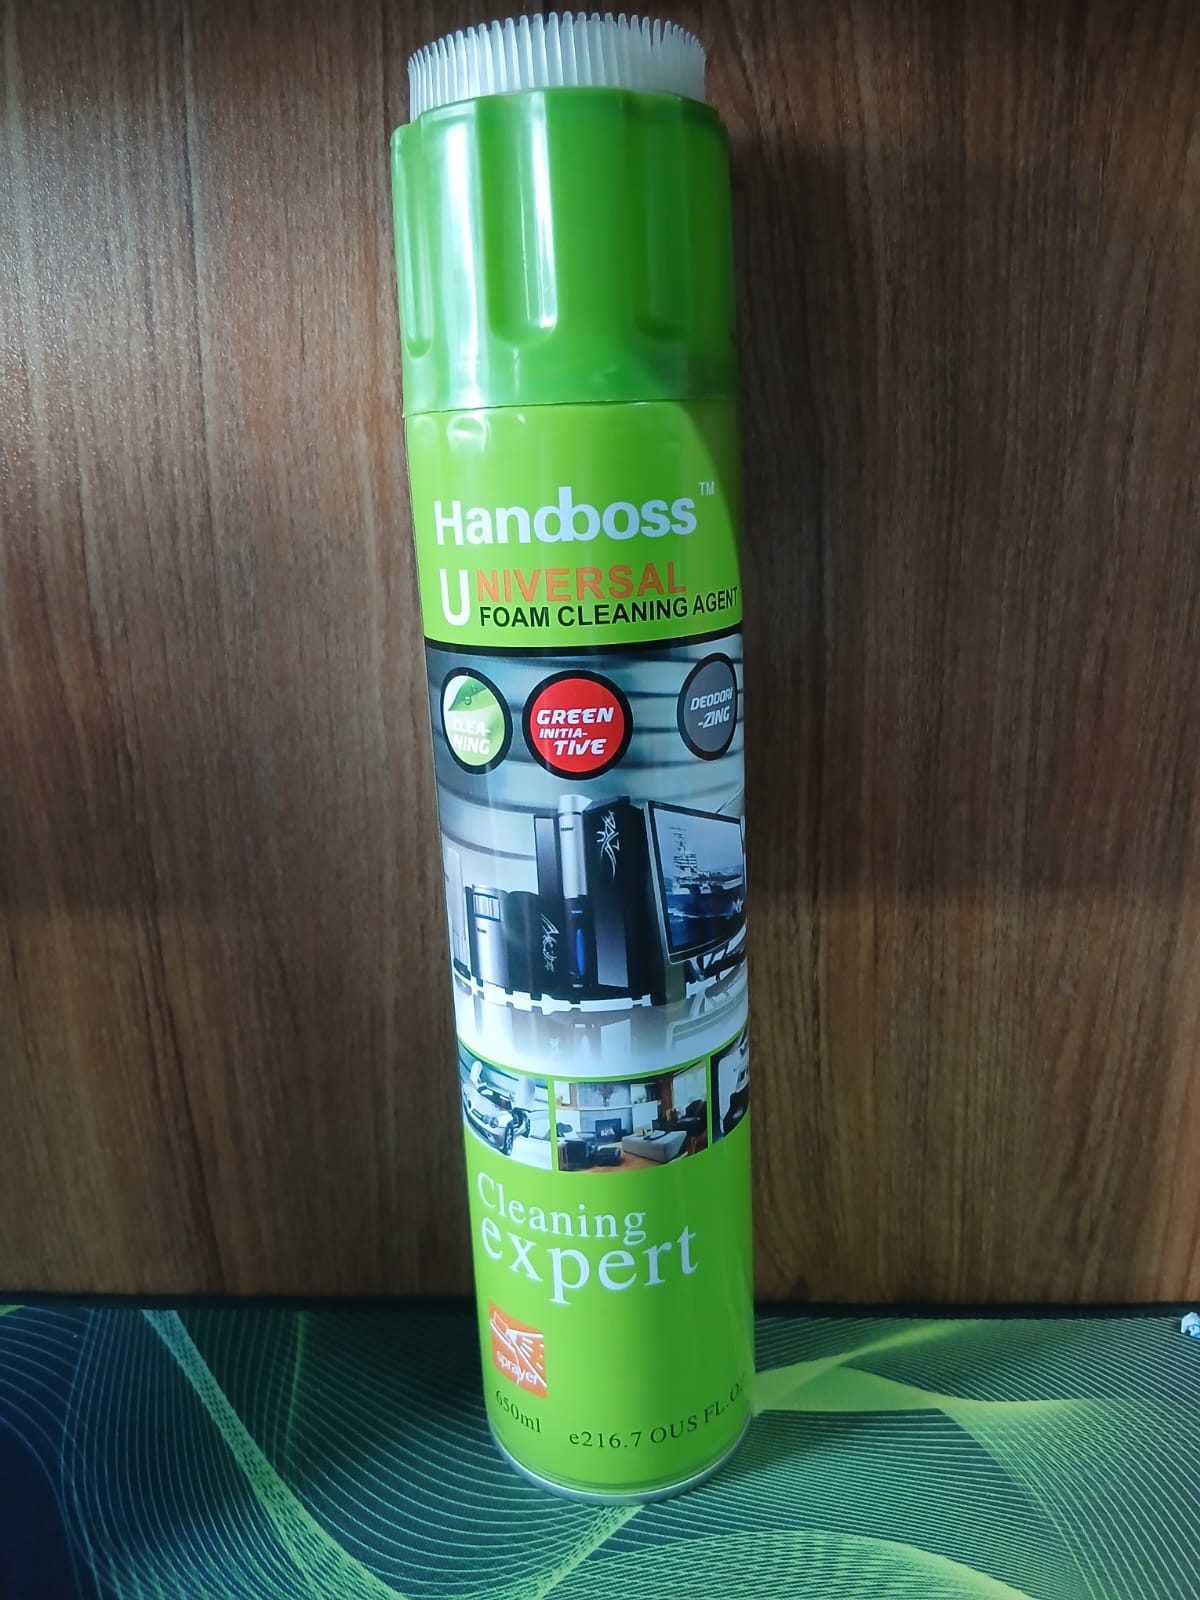 Handboss™
UNIVERSAL
FOAM CLEANING AGENT
CLEA-
NING
GREEN
INITIA-
TIVE
DEODORI
-ZING
Cleaning
expert
sprayer
650ml
e216.7 OUS FL.